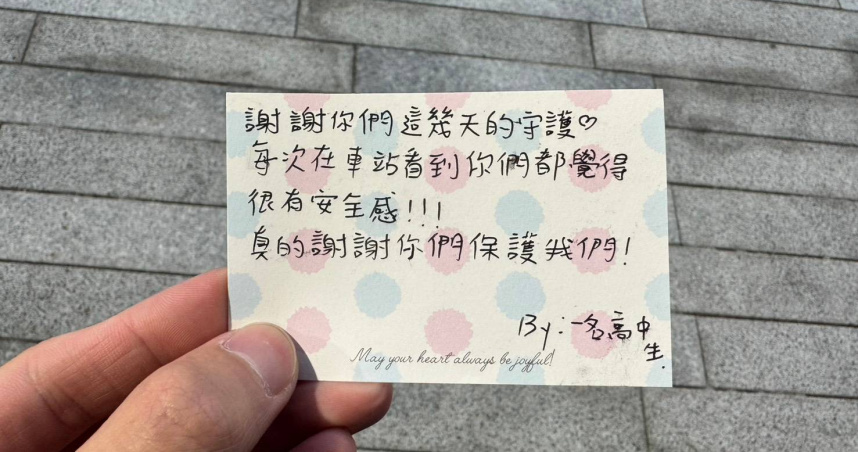 謝謝你們這幾天的守護♡
每次在車站看到你們都覺得
很有安全感!!!
真的謝謝你們保護我們!
By:一名高中
生.
May your heart always be joyful!